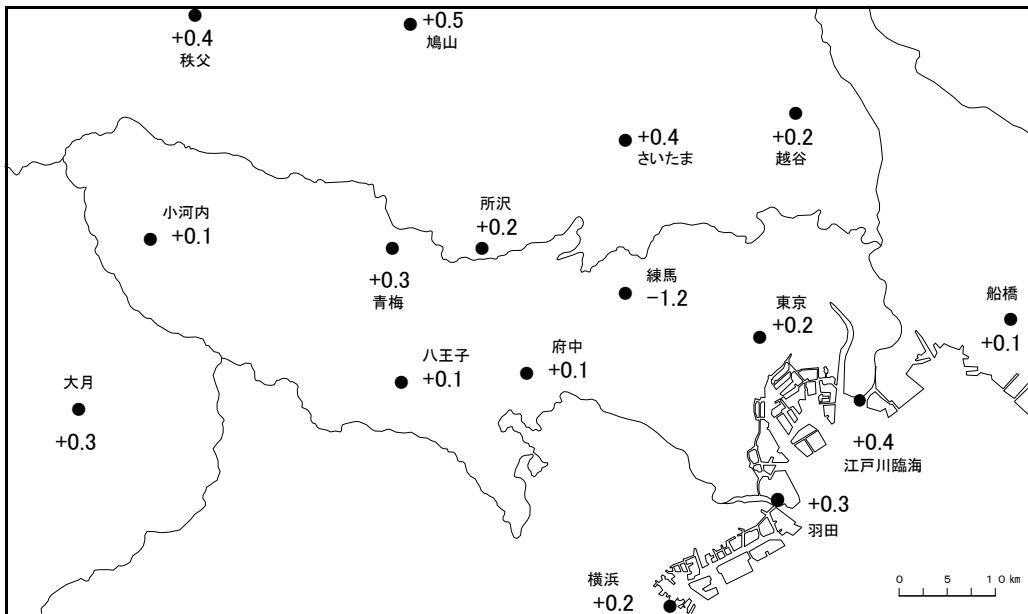 +0.4
秩父
+0.5
鳩山
+0.4
さいたま
+0.2
越谷
小河内
+0.1
所沢
+0.2
+0.3
青梅
練馬
−1.2
東京
+0.2
船橋
+0.1
大月
+0.3
八王子
+0.1
府中
+0.1
+0.4
江戸川臨海
+0.3
羽田
横浜
+0.2
0 5 10km